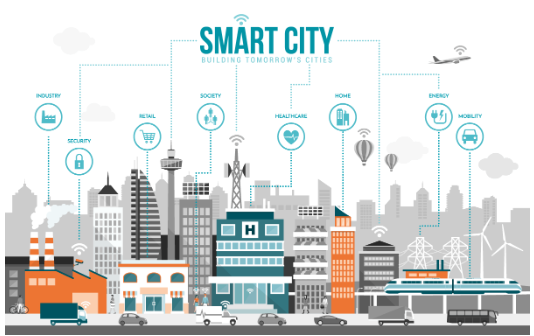 SMART CITY
BUILDING TOMORROW'S CITIES
INDUSTRY
SECURITY
RETAIL
SOCIETY
HEALTHCARE
HOME
ENERGY
MOBILITY
H